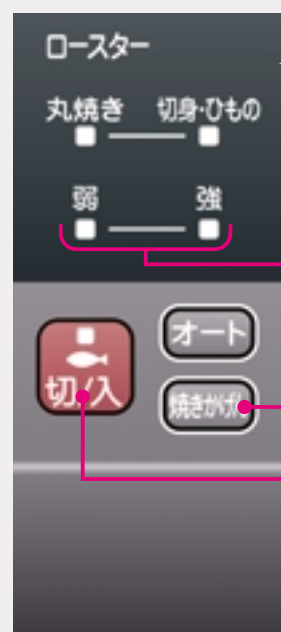 ロースター
丸焼き 切身・ひもの
弱 強
オート
切/入
焼きかげん